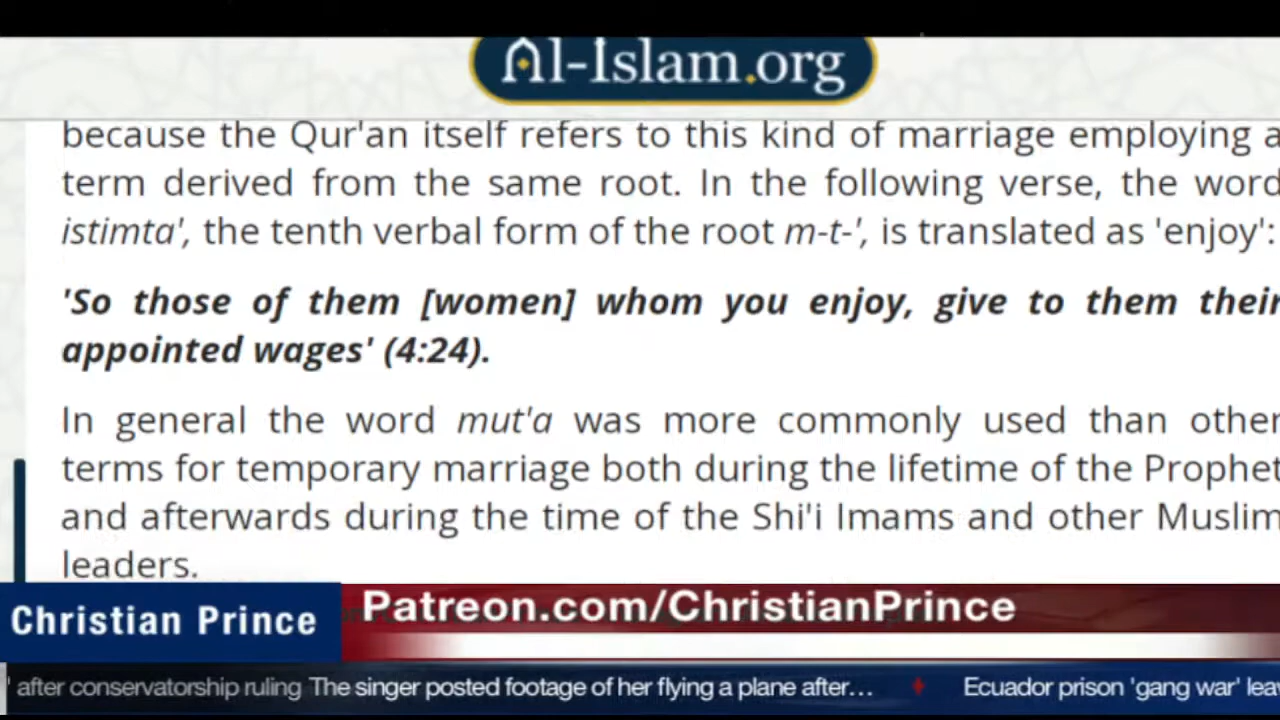 Al-Islam.org
because the Qur'an itself refers to this kind of marriage employing a
term derived from the same root. In the following verse, the word
istimta', the tenth verbal form of the root m-t-', is translated as 'enjoy':
'So those of them [women] whom you enjoy, give to them their
appointed wages' (4:24).
In general the word mut'a was more commonly used than other
terms for temporary marriage both during the lifetime of the Prophet
and afterwards during the time of the Shi'i Imams and other Muslim
leaders.
Christian Prince
Patreon.com/ChristianPrince
' after conservatorship ruling The singer posted footage of her flying a plane after... Ecuador prison 'gang war'